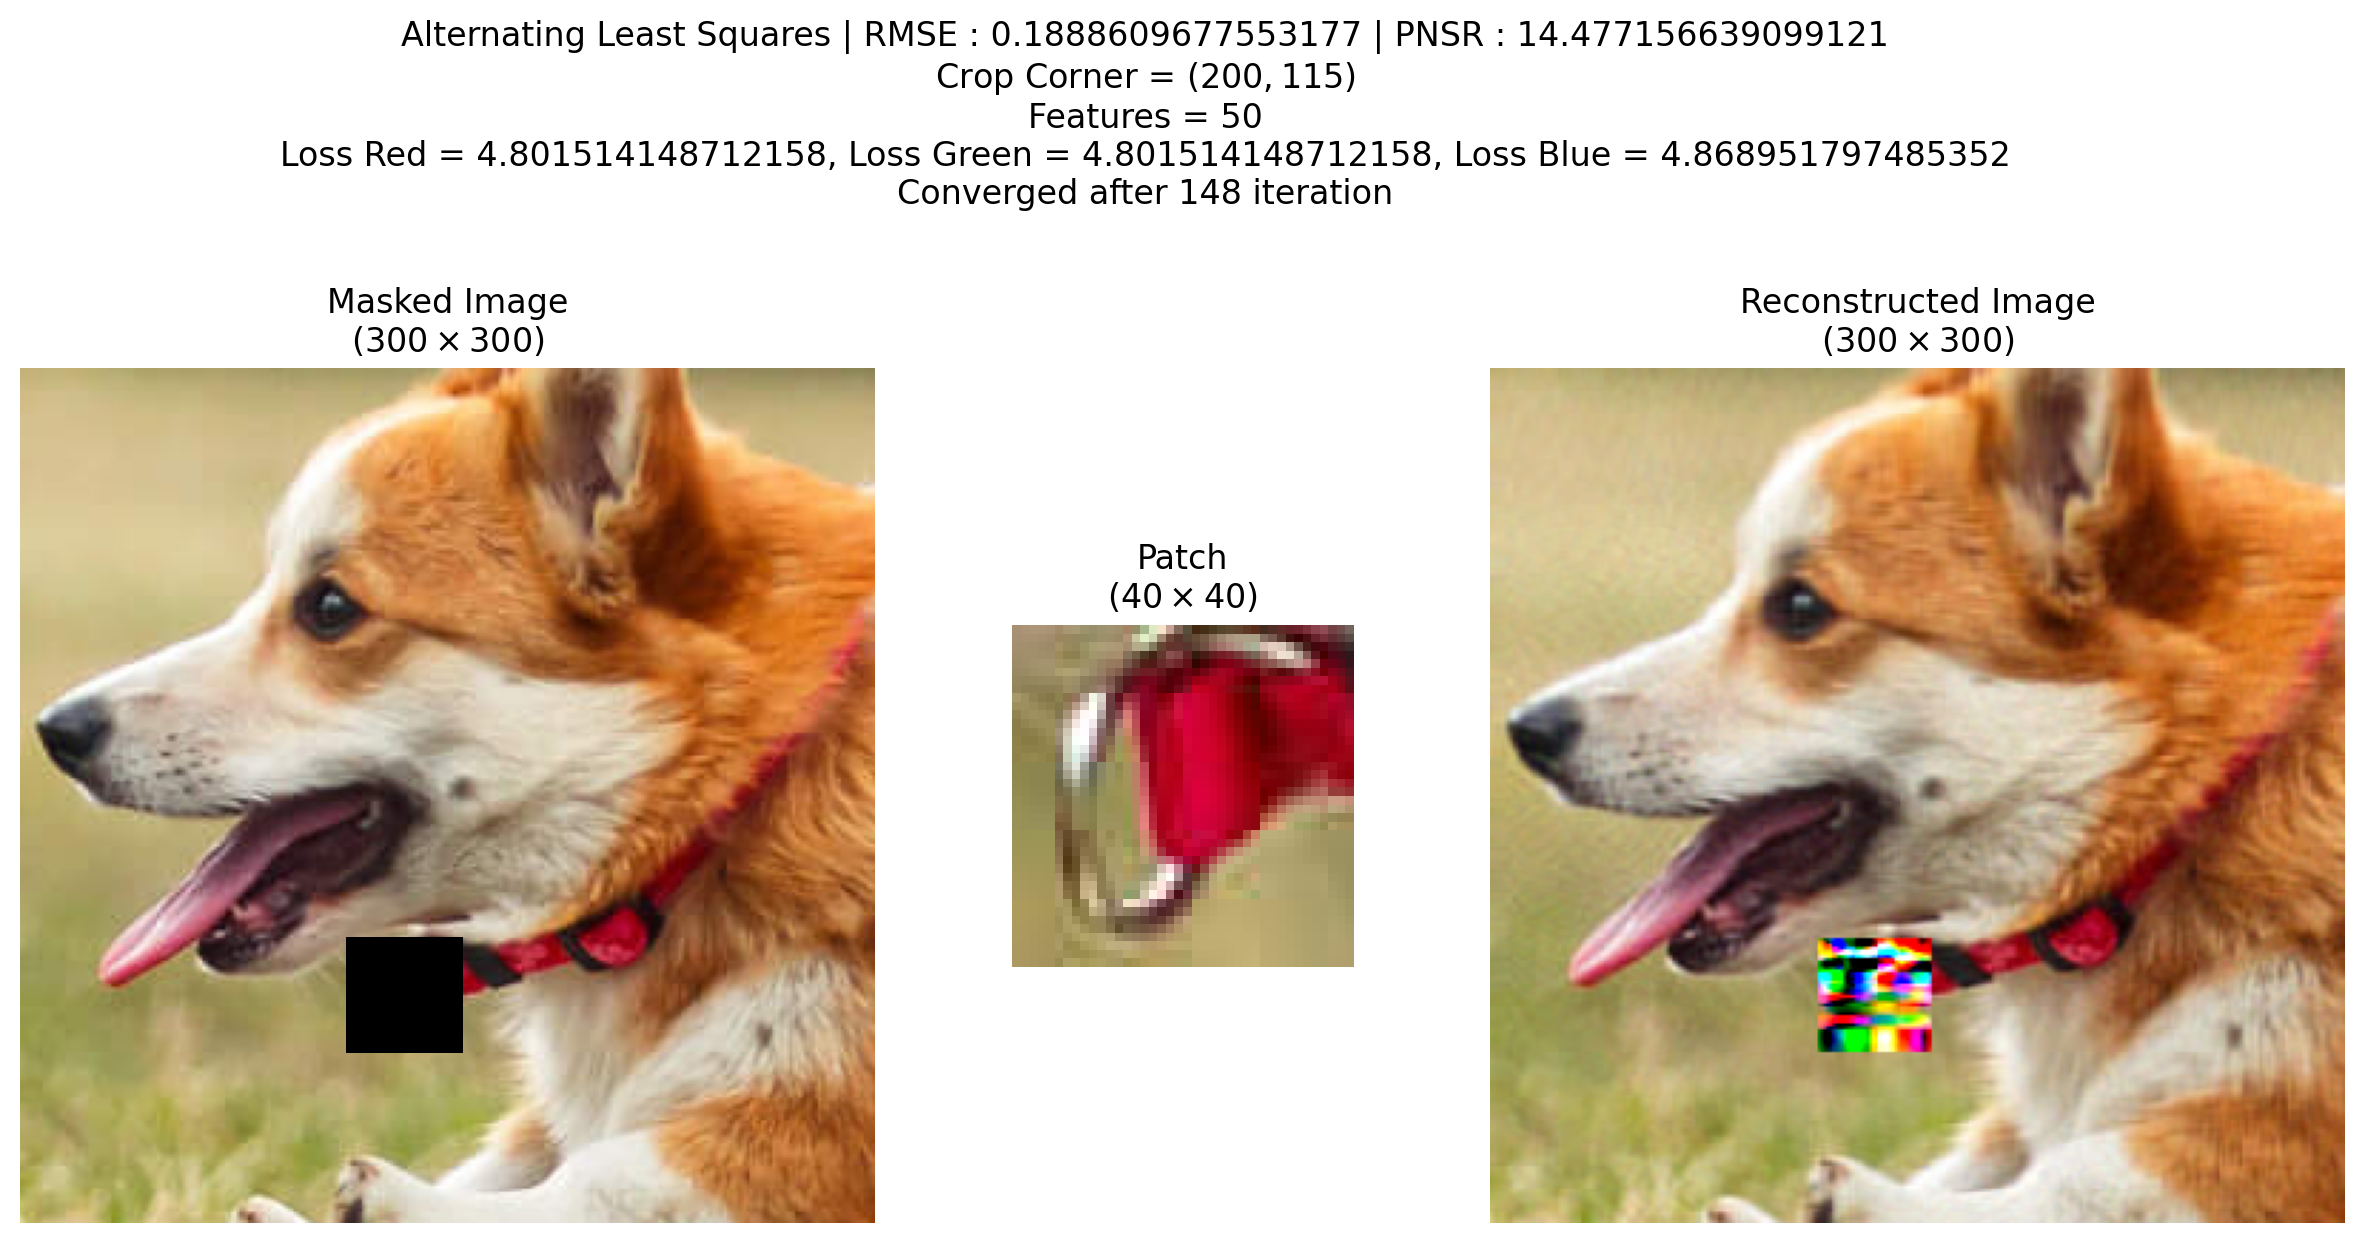 Alternating Least Squares | RMSE : 0.1888609677553177 | PNSR : 14.477156639099121
Crop Corner = (200, 115)
Features = 50
Loss Red = 4.801514148712158, Loss Green = 4.801514148712158, Loss Blue = 4.868951797485352
Converged after 148 iteration
Masked Image
(300 × 300)
Patch
(40 × 40)
Reconstructed Image
(300 × 300)